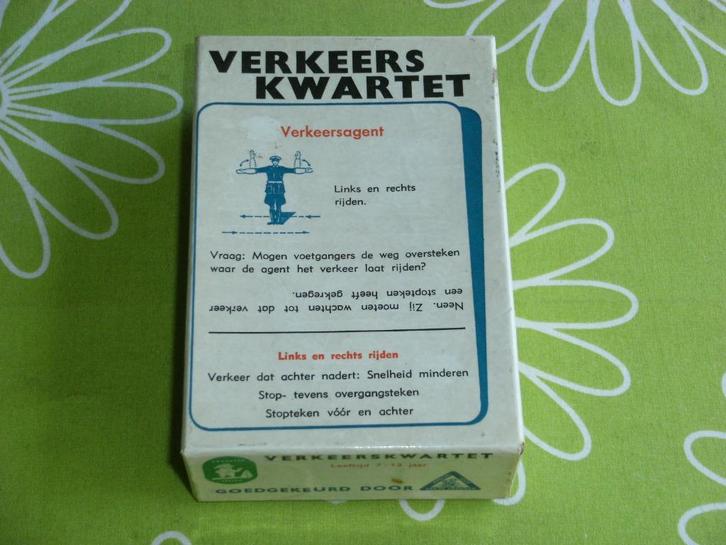 VERKEERS
KWARTET
Verkeersagent
Links en rechts
rijden.
Vraag: Mogen voetgangers de weg oversteken
waar de agent het verkeer laat rijden?
Neen. Zij moeten wachten tot dat verkeer
een stopteken heeft gekregen.
Links en rechts rijden
Verkeer dat achter nadert: Snelheid minderen
Stop- tevens overgangsteken
Stopteken vóór en achter
VERKEERSKWARTET
Leeftijd 7-12 jaar
GOEDGEKEURD DOOR